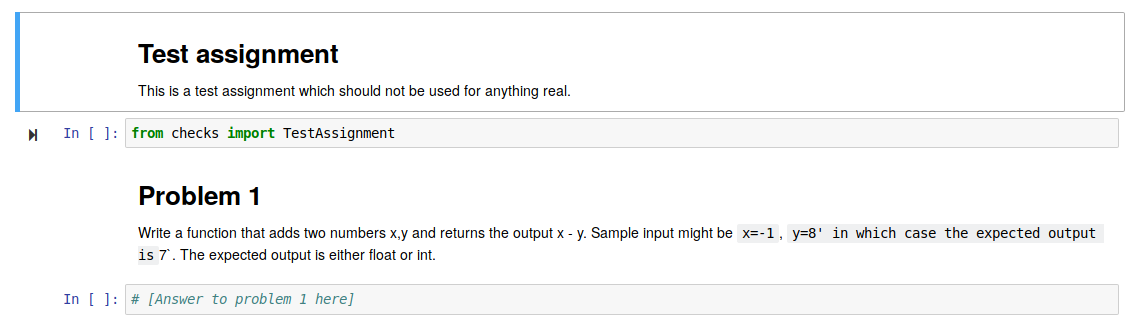 Test assignment
This is a test assignment which should not be used for anything real.
In [ ]: from checks import TestAssignment
Problem 1
Write a function that adds two numbers x,y and returns the output x - y. Sample input might be x=-1 , y=8' in which case the expected output
is 7`. The expected output is either float or int.
In [ ]: # [Answer to problem 1 here]